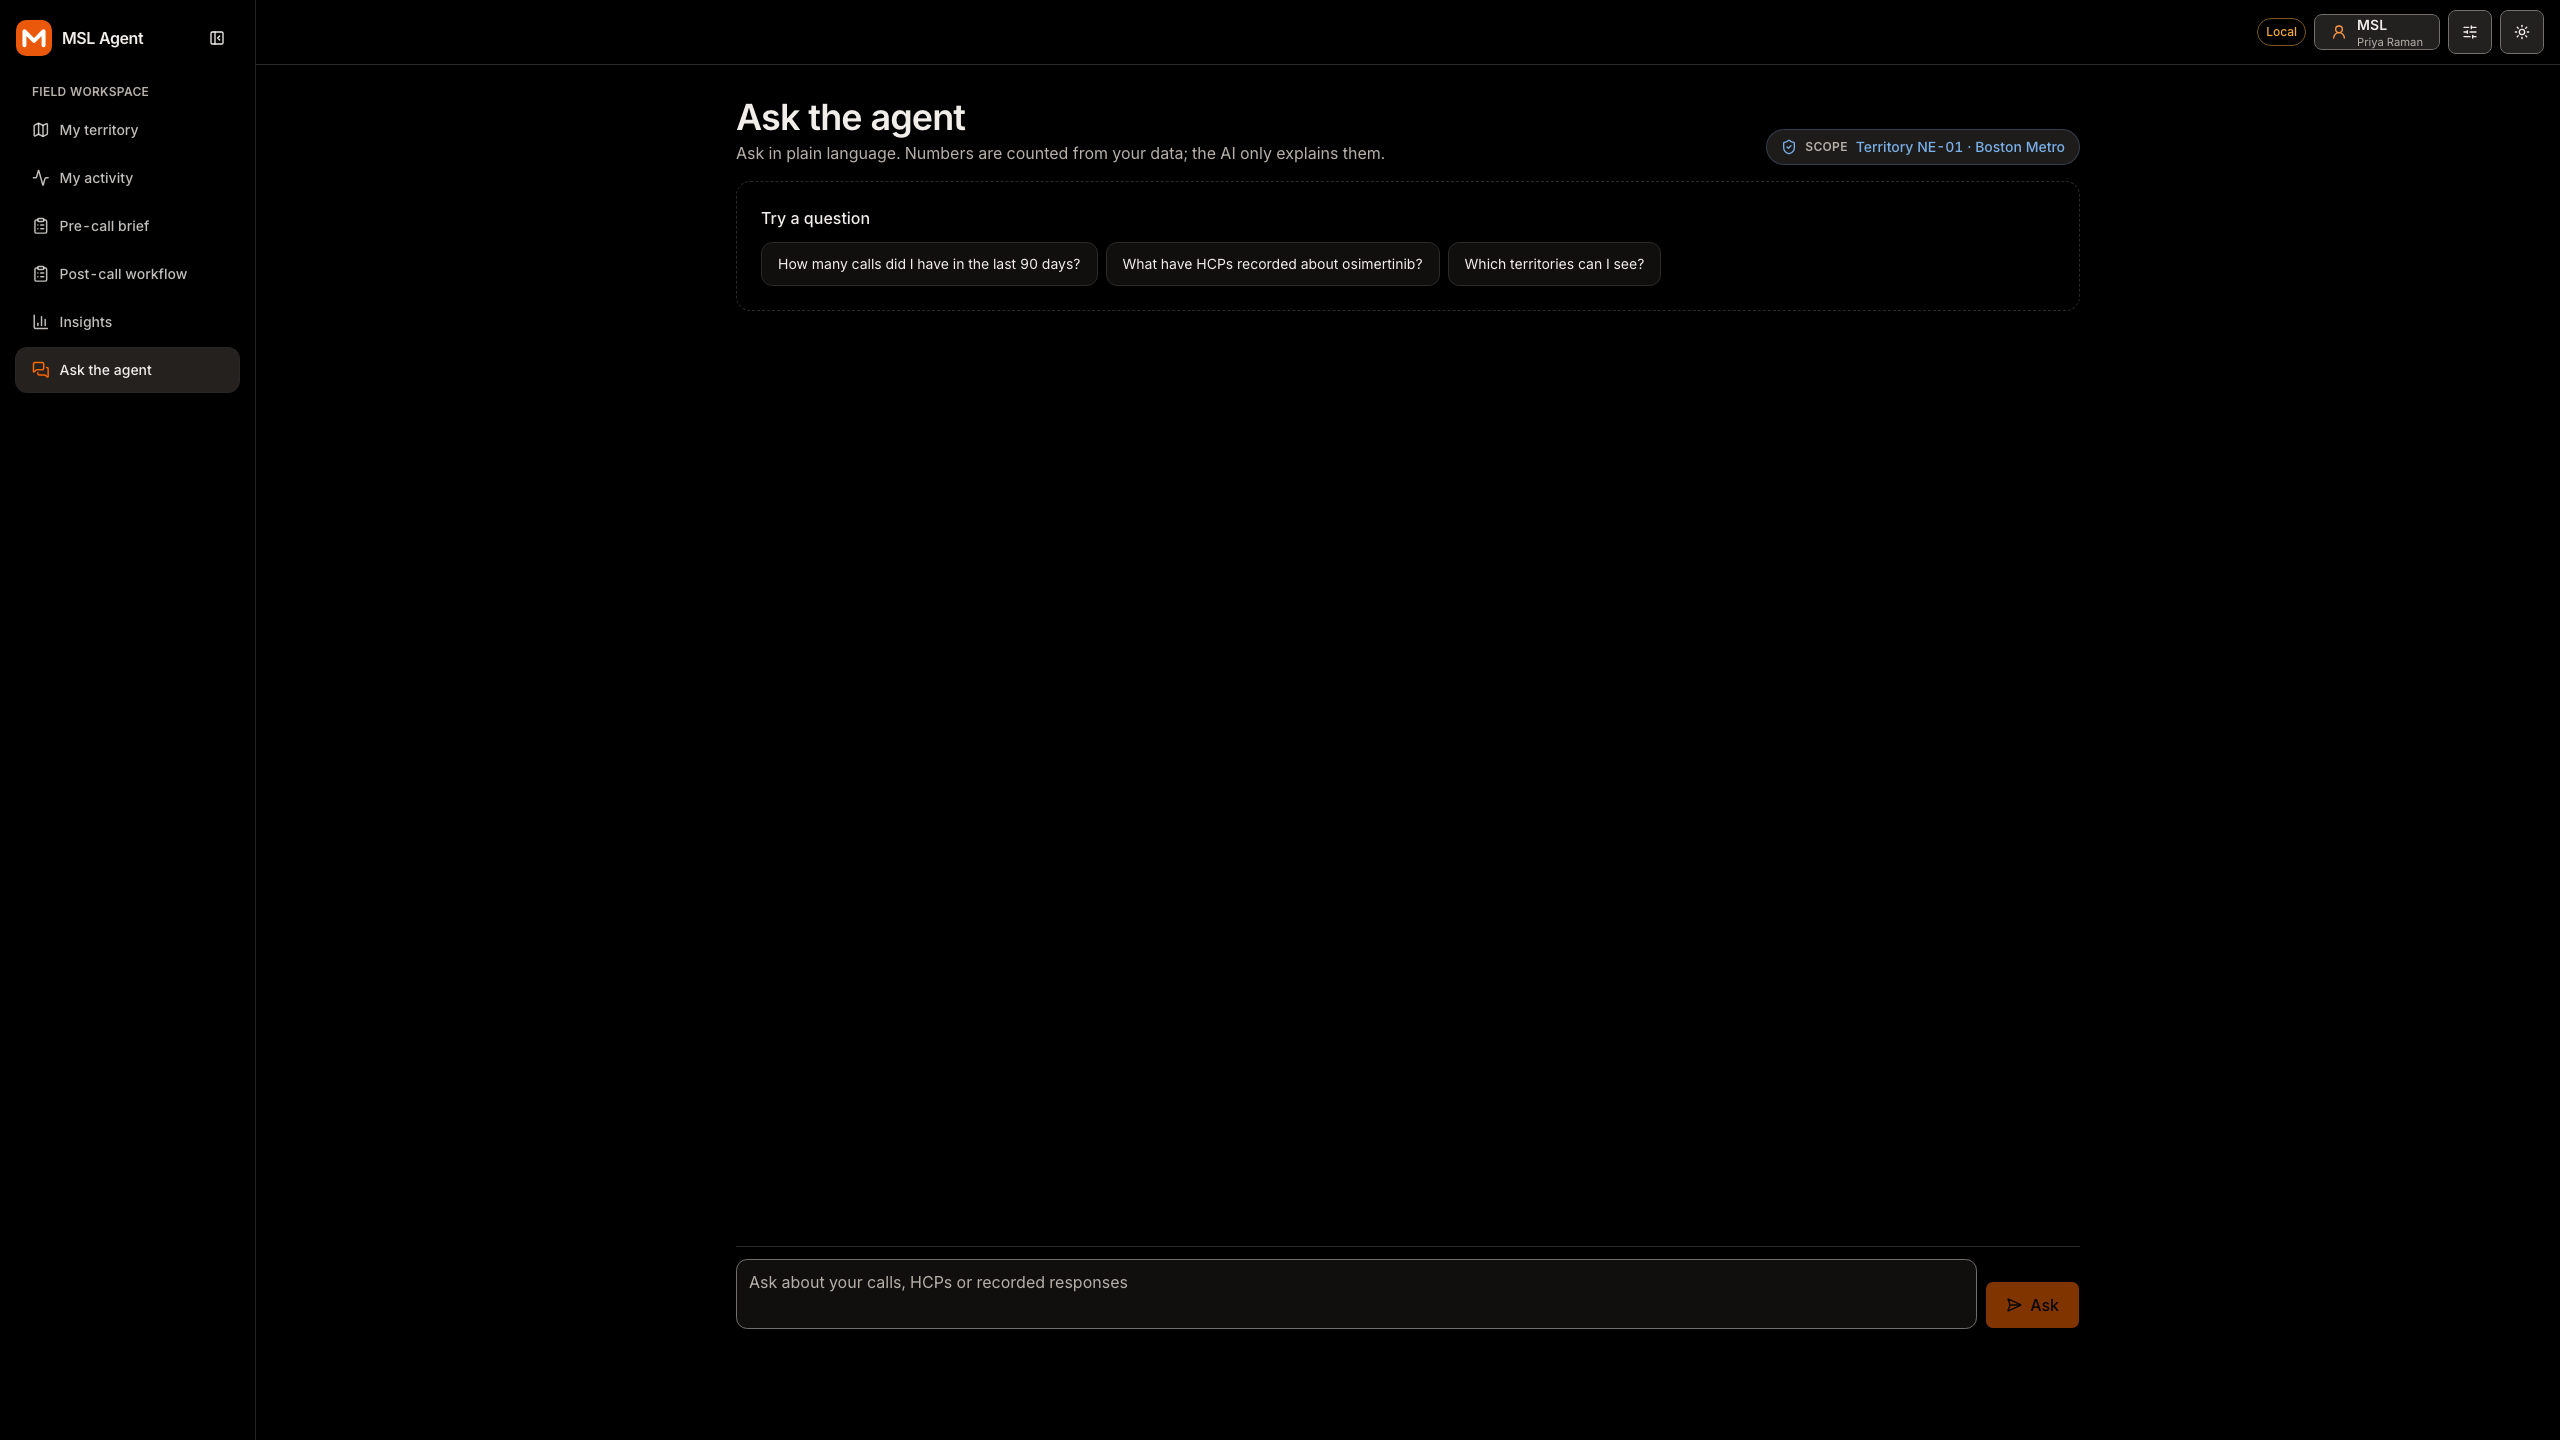 MSL Agent
FIELD WORKSPACE
My territory
My activity
Pre-call brief
Post-call workflow
Insights
Ask the agent
Local
MSL
Priya Raman
Ask the agent
Ask in plain language. Numbers are counted from your data; the AI only explains them.
SCOPE Territory NE-01 · Boston Metro
Try a question
How many calls did I have in the last 90 days?
What have HCPs recorded about osimertinib?
Which territories can I see?
Ask about your calls, HCPs or recorded responses
Ask